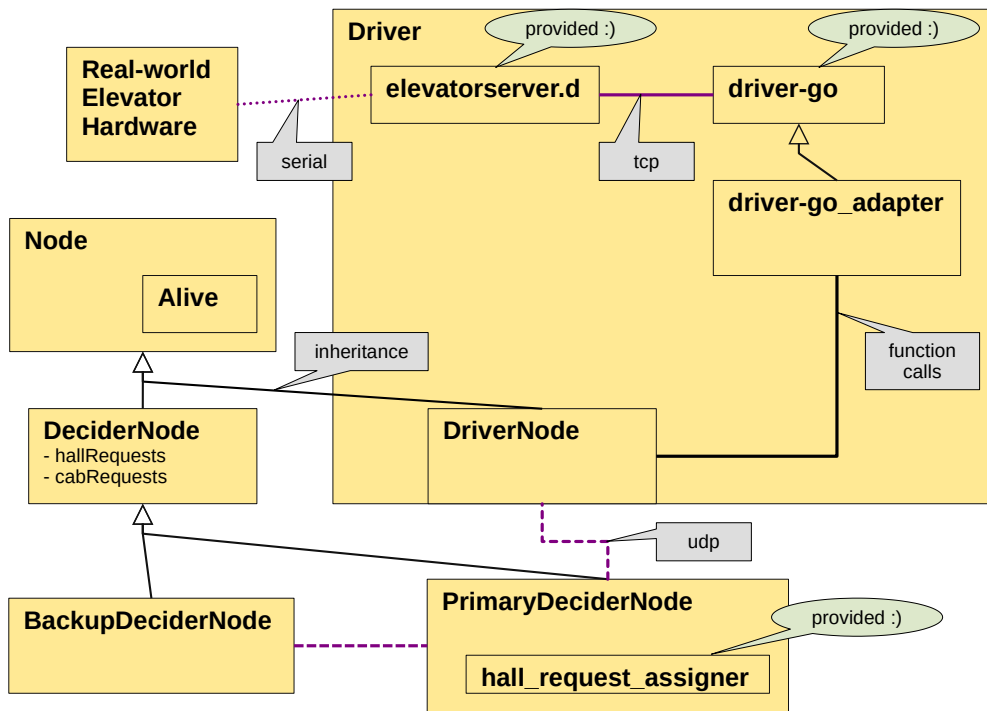 Driver
provided :)
provided :)
Real-world
Elevator
Hardware
elevatorserver.d
driver-go
serial
tcp
driver-go_adapter
Node
Alive
inheritance
function
calls
DeciderNode
- hallRequests
- cabRequests
DriverNode
udp
BackupDeciderNode
PrimaryDeciderNode
provided :)
hall_request_assigner